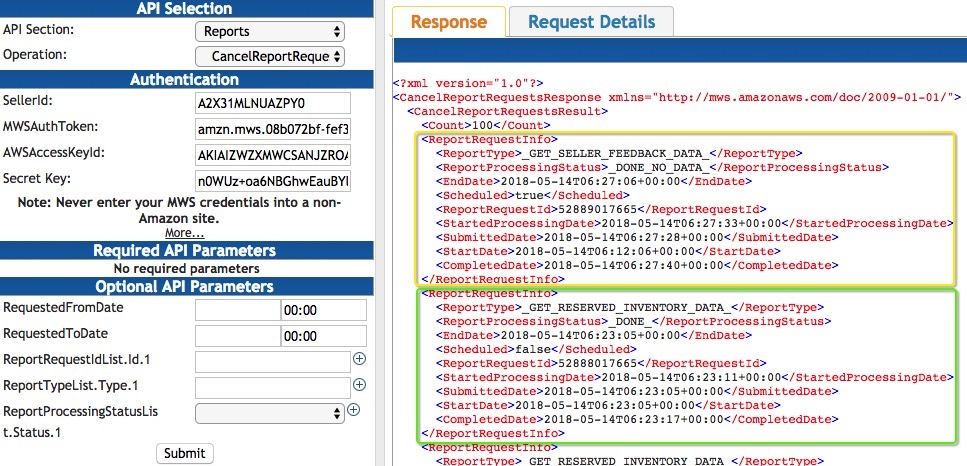 API Selection
API Section: Reports
Operation: CancelReportReque
Authentication
SellerId: A2X31MLNUAZPY0
MWSAuthToken: amzn.mws.08b072bf-fef3
AWSAccessKeyId: AKIAIZWZXMWCSANJZRO
Secret Key: n0WUz+oa6NBGhwEauBY
Note: Never enter your MWS credentials into a non-
Amazon site.
More...
Required API Parameters
No required parameters
Optional API Parameters
RequestedFromDate 00:00
RequestedToDate 00:00
ReportRequestIdList.Id.1
ReportTypeList.Type.1
ReportProcessingStatusLis
t.Status.1
Submit
Response Request Details
<?xml version="1.0"?>
<CancelReportRequestsResponse xmlns="http://mws.amazonaws.com/doc/2009-01-01/">
<CancelReportRequestsResult>
<Count>100</Count>
<ReportRequestInfo>
<ReportType>_GET_SELLER_FEEDBACK_DATA_</ReportType>
<ReportProcessingStatus>_DONE_NO_DATA_</ReportProcessingStatus>
<EndDate>2018-05-14T06:27:06+00:00</EndDate>
<Scheduled>true</Scheduled>
<ReportRequestId>52889017665</ReportRequestId>
<StartedProcessingDate>2018-05-14T06:27:33+00:00</StartedProcessingDate>
<SubmittedDate>2018-05-14T06:27:28+00:00</SubmittedDate>
<StartDate>2018-05-14T06:12:06+00:00</StartDate>
<CompletedDate>2018-05-14T06:27:40+00:00</CompletedDate>
</ReportRequestInfo>
<ReportRequestInfo>
<ReportType>_GET_RESERVED_INVENTORY_DATA_</ReportType>
<ReportProcessingStatus>_DONE_</ReportProcessingStatus>
<EndDate>2018-05-14T06:23:05+00:00</EndDate>
<Scheduled>false</Scheduled>
<ReportRequestId>52888017665</ReportRequestId>
<StartedProcessingDate>2018-05-14T06:23:11+00:00</StartedProcessingDate>
<SubmittedDate>2018-05-14T06:23:05+00:00</SubmittedDate>
<StartDate>2018-05-14T06:23:05+00:00</StartDate>
<CompletedDate>2018-05-14T06:23:17+00:00</CompletedDate>
</ReportRequestInfo>
<ReportRequestInfo>
<ReportType>_GET_RESERVED_INVENTORY_DATA_</ReportType>